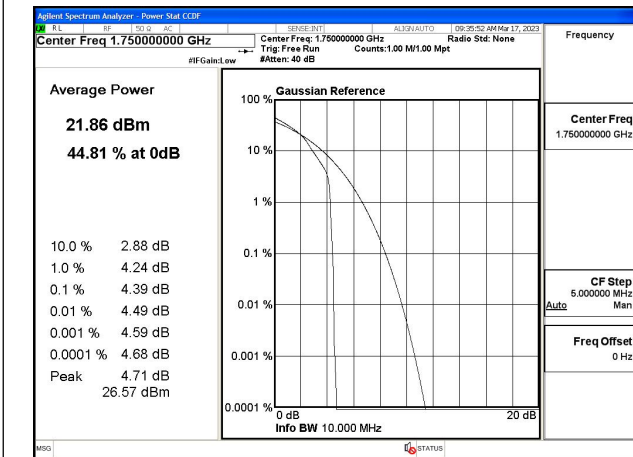 Agilent Spectrum Analyzer - Power Stat CCDF
LXI RL RF 50 Ω AC SENSE:INT ALIGNAUTO 09:35:52 AM Mar 17, 2023
Center Freq 1.750000000 GHz
Center Freq: 1.750000000 GHz Radio Std: None
Trig: Free Run Counts:1.00 M/1.00 Mpt
#IFGain:Low #Atten: 40 dB
Frequency
Average Power
21.86 dBm
44.81 % at 0dB
10.0 % 2.88 dB
1.0 % 4.24 dB
0.1 % 4.39 dB
0.01 % 4.49 dB
0.001 % 4.59 dB
0.0001 % 4.68 dB
Peak 4.71 dB
26.57 dBm
Gaussian Reference
100 %
10 %
1 %
0.1 %
0.01 %
0.001 %
0.0001 %
0 dB 20 dB
Info BW 10.000 MHz
Center Freq
1.750000000 GHz
CF Step
5.000000 MHz
Auto Man
Freq Offset
0 Hz
MSG STATUS